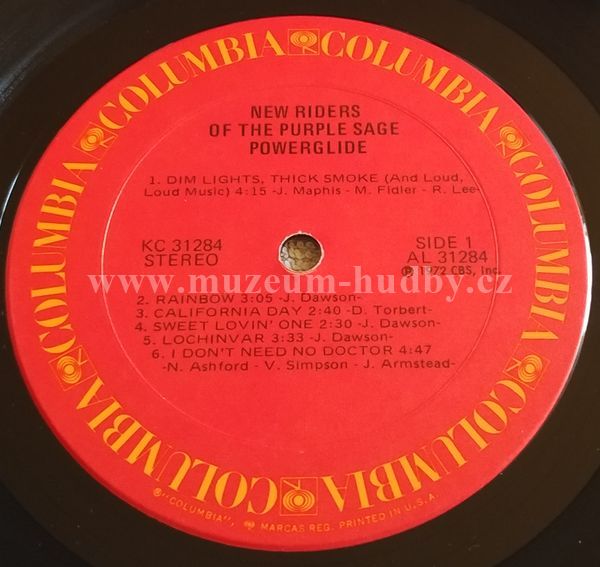 COLUMBIA COLUMBIA COLUMBIA COLUMBIA COLUMBIA COLUMBIA
NEW RIDERS
OF THE PURPLE SAGE
POWERGLIDE
1. DIM LIGHTS, THICK SMOKE (And Loud,
Loud Music) 4:15 -J. Maphis - M. Fidler - R. Lee-
KC 31284
STEREO
SIDE 1
AL 31284
℗ 1972 CBS, Inc.
www.muzeum-hudby.cz
2. RAINBOW 3:05 -J. Dawson-
3. CALIFORNIA DAY 2:40 -D. Torbert-
4. SWEET LOVIN' ONE 2:30 -J. Dawson-
5. LOCHINVAR 3:33 -J. Dawson-
6. I DON'T NEED NO DOCTOR 4:47
-N. Ashford - V. Simpson - J. Armstead-
®"COLUMBIA", MARCAS REG. PRINTED IN U.S.A.